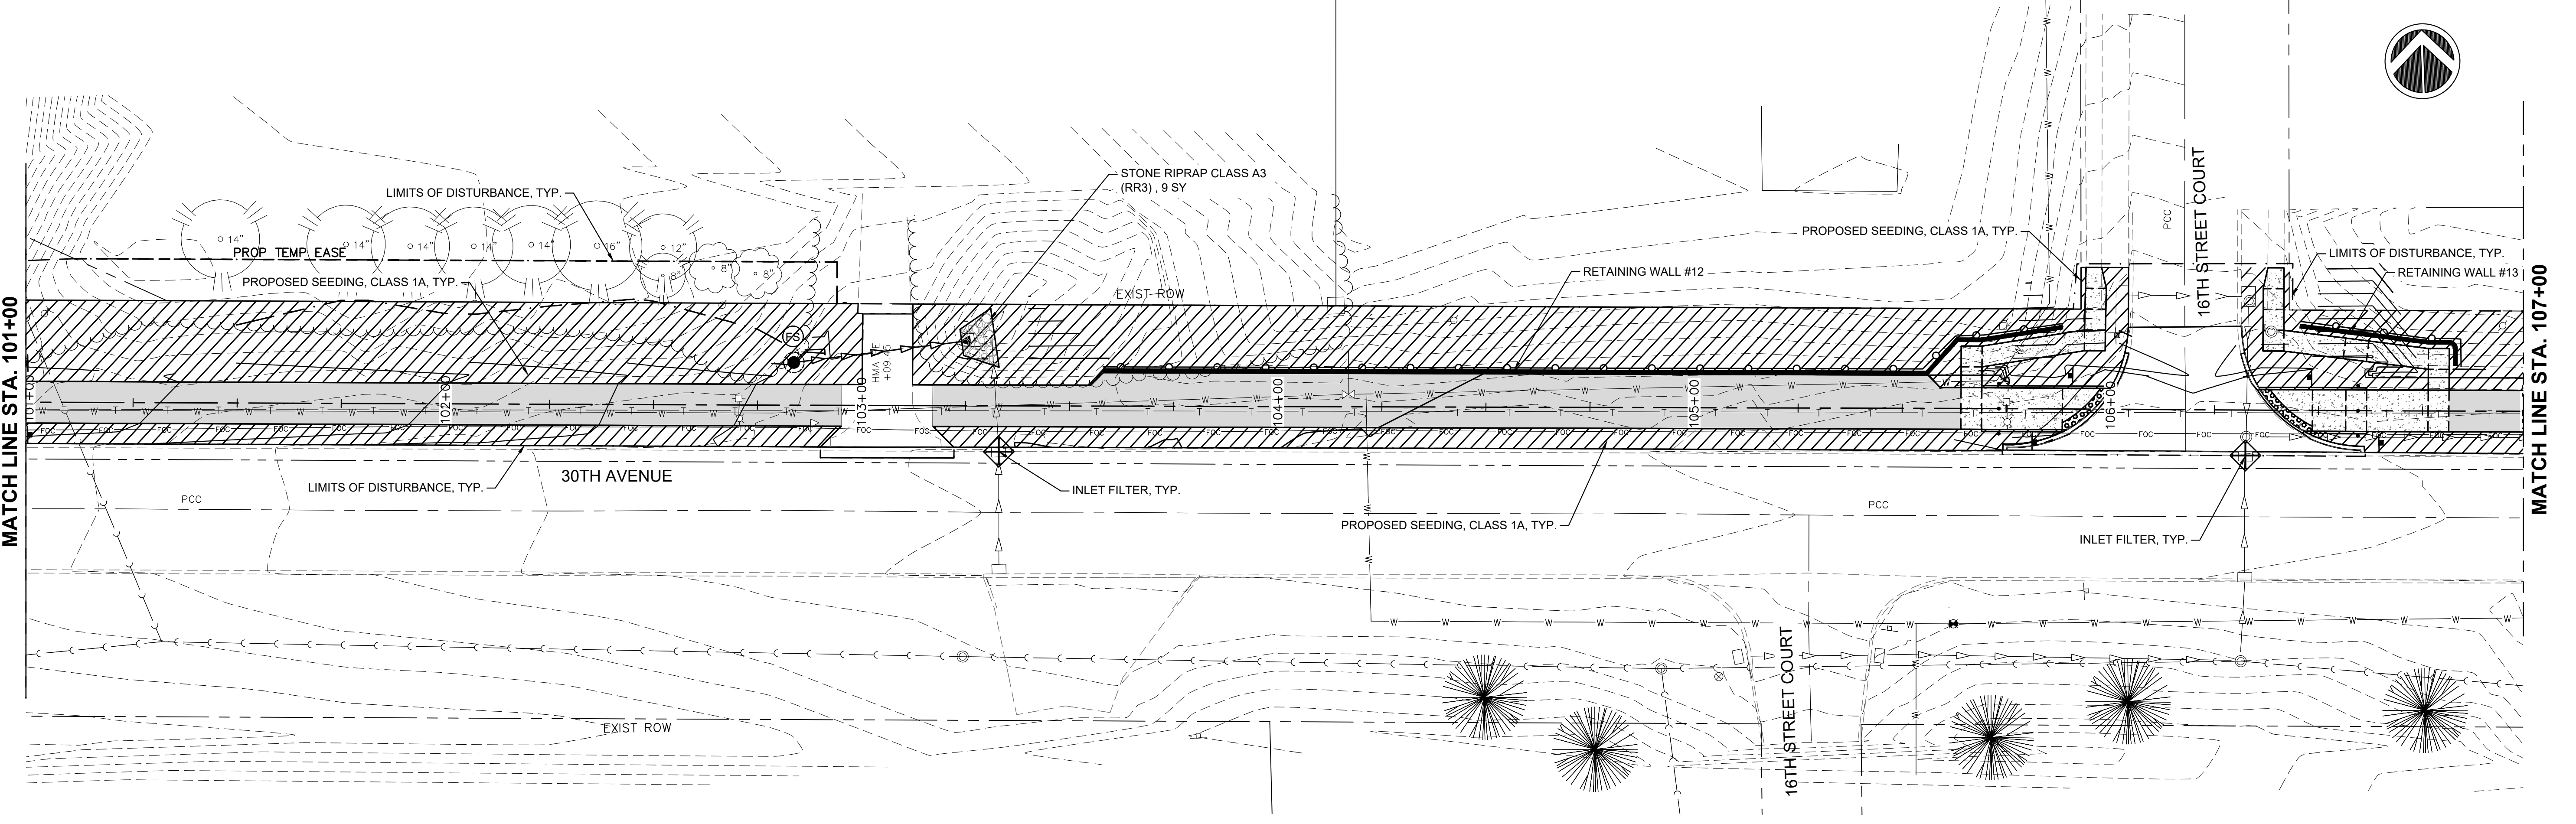 MATCH LINE STA. 101+00
LIMITS OF DISTURBANCE, TYP.
14"
14"
14"
14"
14"
16"
12"
8"
8"
8"
PROP TEMP EASE
PROPOSED SEEDING, CLASS 1A, TYP.
STONE RIPRAP CLASS A3
(RR3) , 9 SY
EXIST ROW
RETAINING WALL #12
PROPOSED SEEDING, CLASS 1A, TYP.
PCC
16TH STREET COURT
LIMITS OF DISTURBANCE, TYP.
RETAINING WALL #13
MATCH LINE STA. 107+00
FS
+09.45
102+00
103+00
104+00
105+00
106+00
W
T
FOC
LIMITS OF DISTURBANCE, TYP.
30TH AVENUE
INLET FILTER, TYP.
PROPOSED SEEDING, CLASS 1A, TYP.
INLET FILTER, TYP.
PCC
PCC
EXIST ROW
16TH STREET COURT